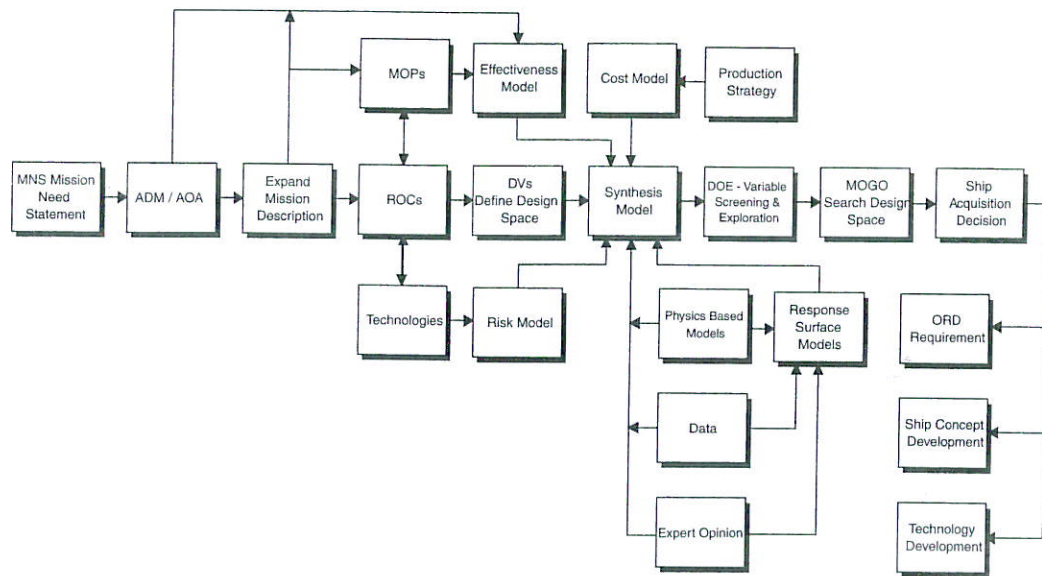 MOPs
Effectiveness
Model
Cost Model
Production
Strategy
MNS Mission
Need
Statement
ADM / AOA
Expand
Mission
Description
ROCs
DVs
Define Design
Space
Synthesis
Model
DOE - Variable
Screening &
Exploration
MOGO
Search Design
Space
Ship
Acquisition
Decision
Technologies
Risk Model
Physics Based
Models
Response
Surface
Models
ORD
Requirement
Data
Ship Concept
Development
Expert Opinion
Technology
Development